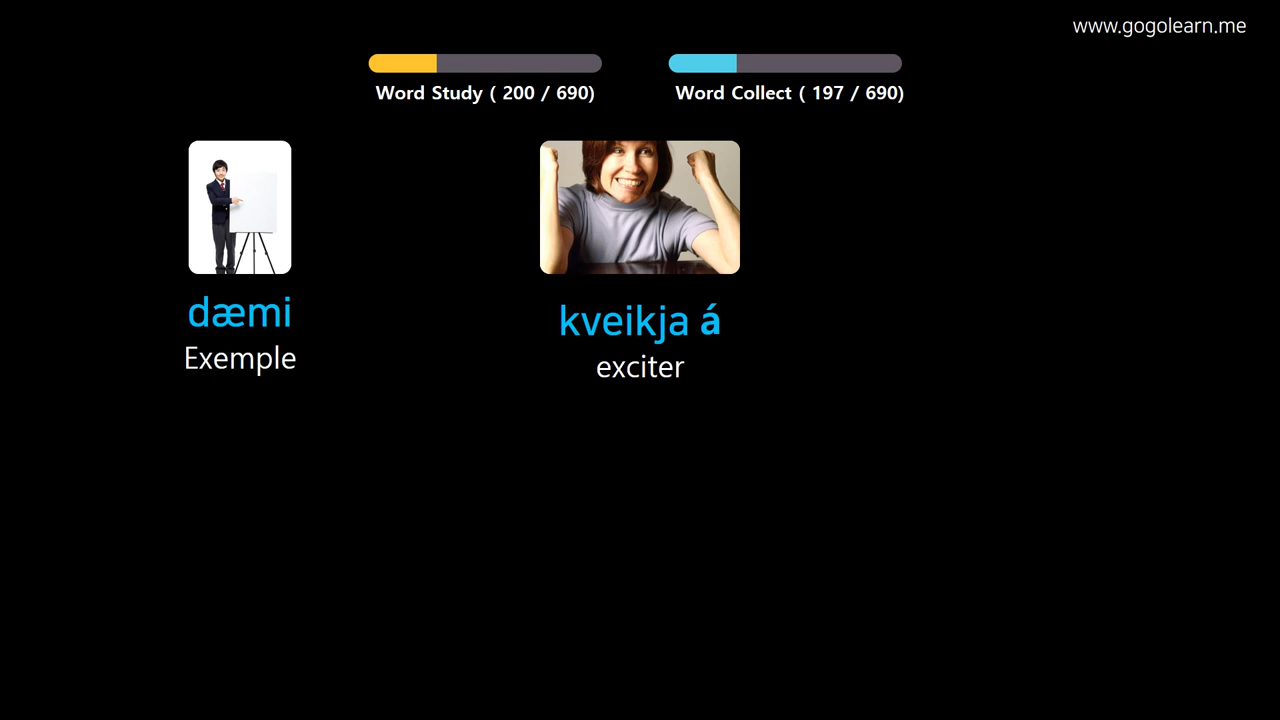 www.gogolearn.me
Word Study ( 200 / 690)
Word Collect ( 197 / 690)
dæmi
Exemple
kveikja á
exciter